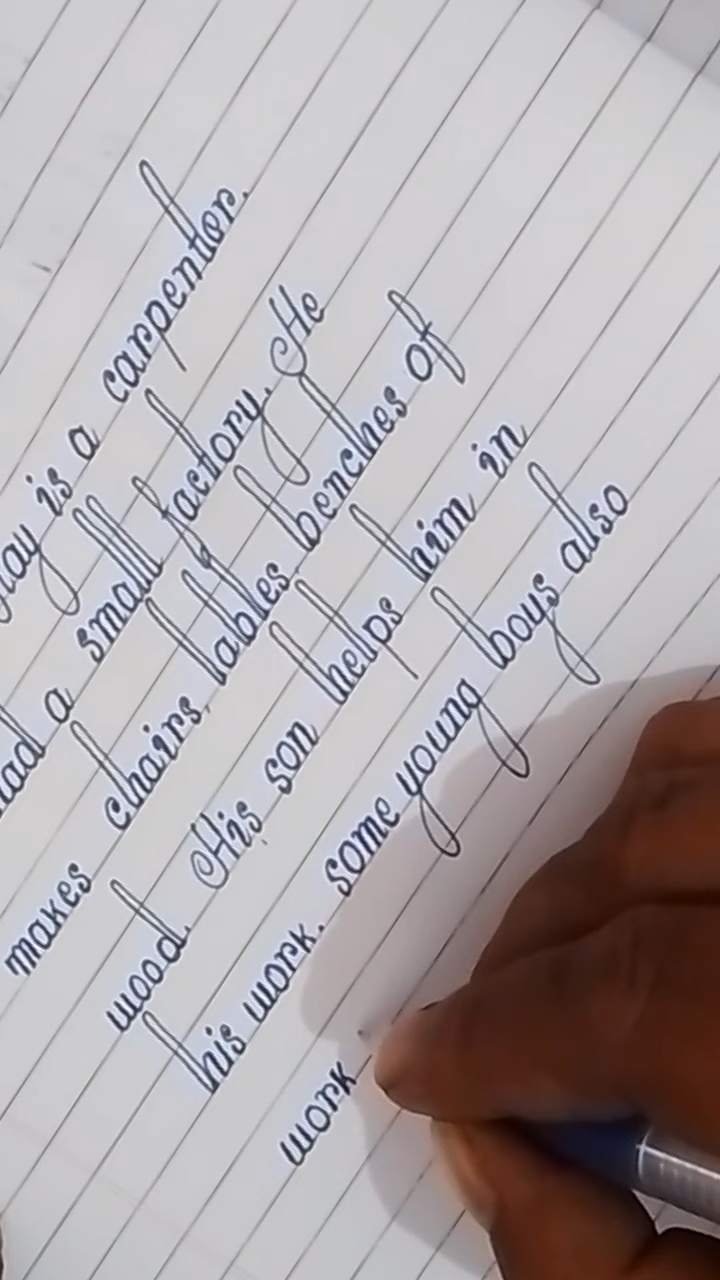 is a carpenter.
a small factory. He
makes chairs, tables benches of
wood. His son helps him in
his work. some young boys also
work